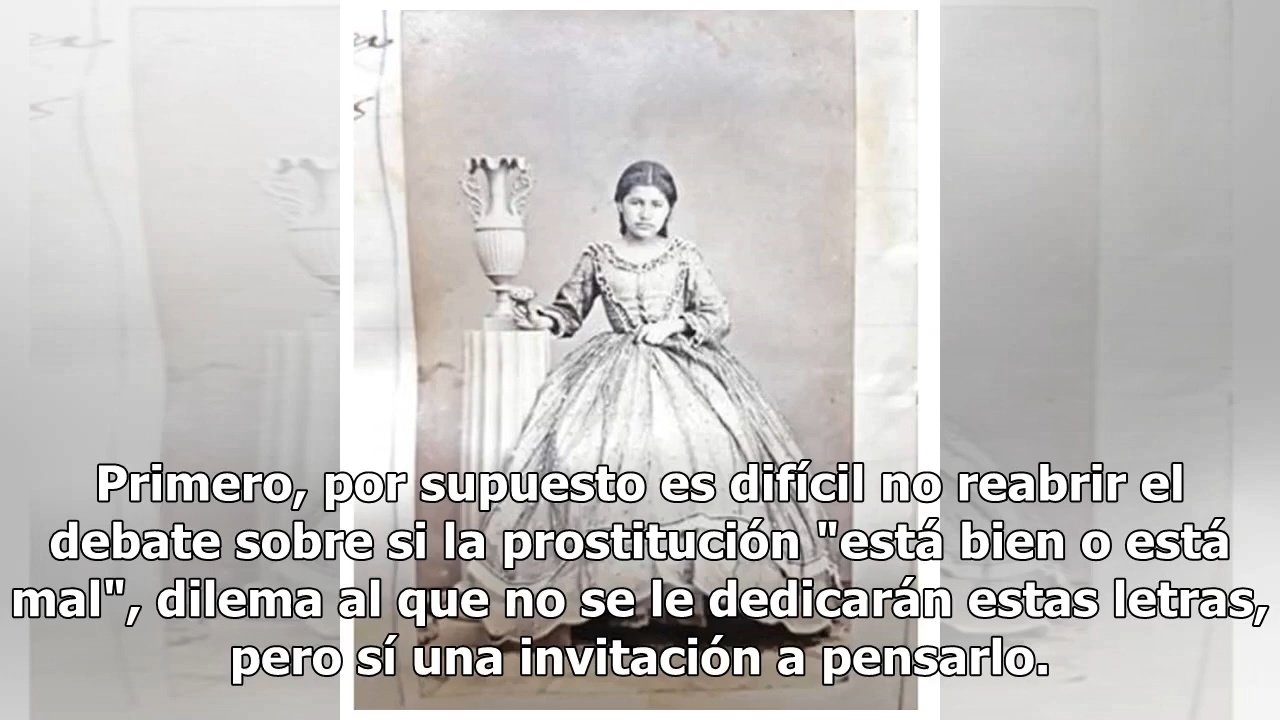 Primero, por supuesto es difícil no reabrir el
debate sobre si la prostitución "está bien o está
mal", dilema al que no se le dedicarán estas letras,
pero sí una invitación a pensarlo.